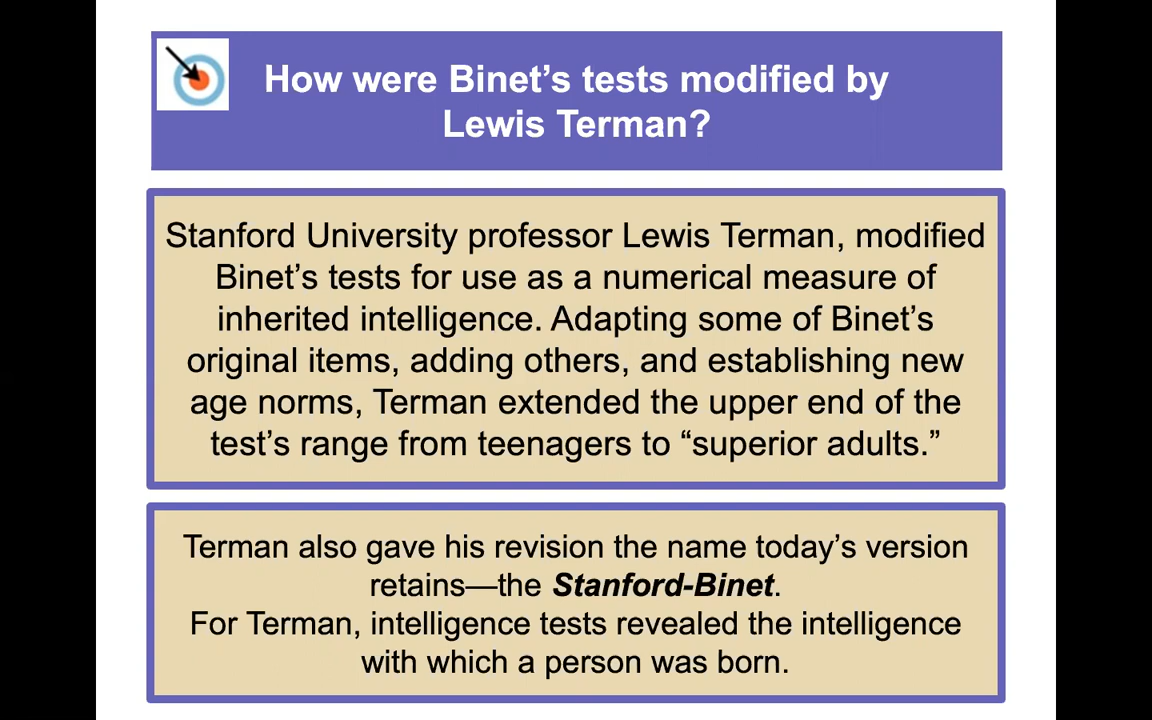 How were Binet’s tests modified by
Lewis Terman?
Stanford University professor Lewis Terman, modified
Binet’s tests for use as a numerical measure of
inherited intelligence. Adapting some of Binet’s
original items, adding others, and establishing new
age norms, Terman extended the upper end of the
test’s range from teenagers to “superior adults.”
Terman also gave his revision the name today’s version
retains—the Stanford-Binet.
For Terman, intelligence tests revealed the intelligence
with which a person was born.